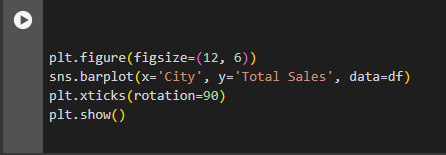 plt.figure(figsize=(12, 6))
sns.barplot(x='City', y='Total Sales', data=df)
plt.xticks(rotation=90)
plt.show()